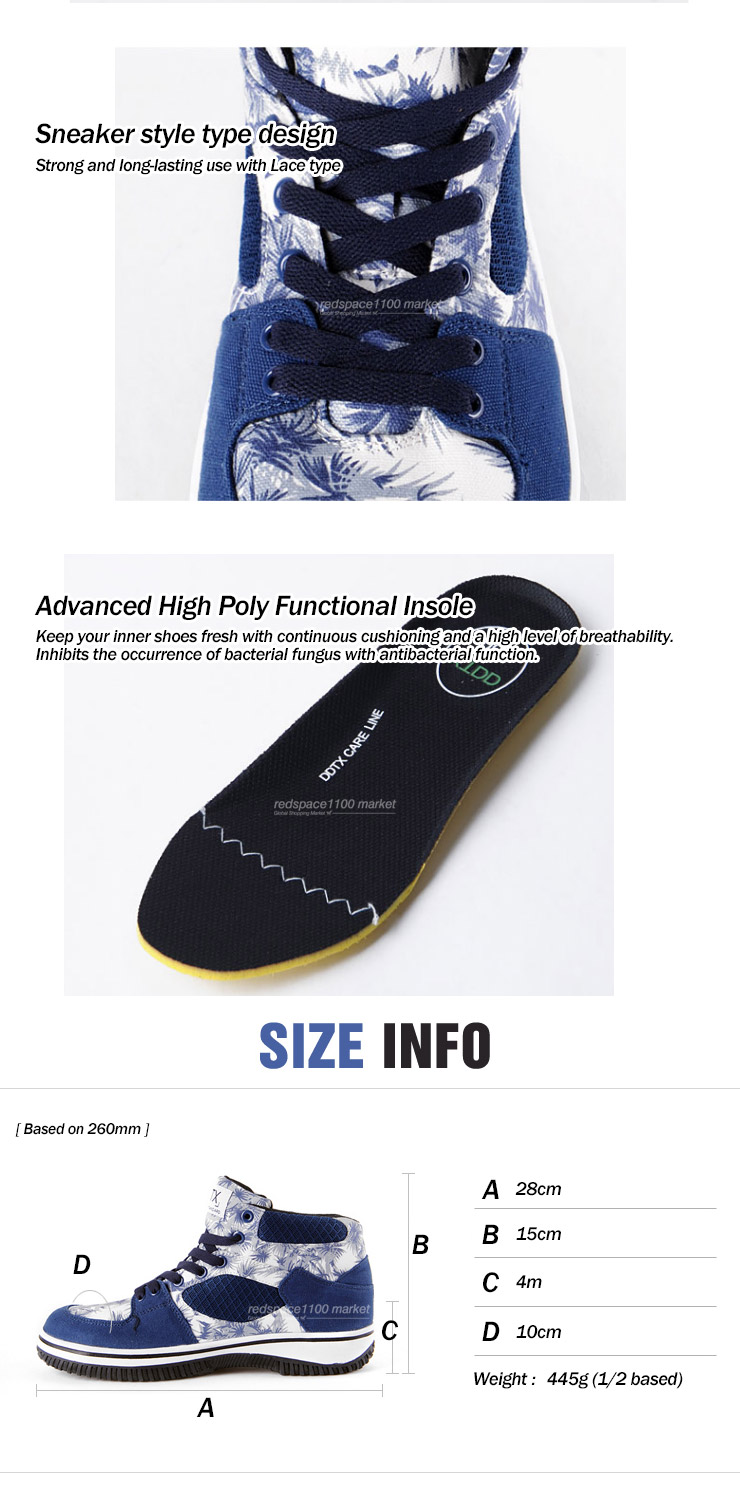 Sneaker style type design
Strong and long-lasting use with Lace type
redspace1100 market
Global Shopping Market
Advanced High Poly Functional Insole
Keep your inner shoes fresh with continuous cushioning and a high level of breathability.
Inhibits the occurrence of bacterial fungus with antibacterial function.
DDTX CARE LINE
redspace1100 market
Global Shopping Market
SIZE INFO
[ Based on 260mm ]
A 28cm
B 15cm
C 4m
D 10cm
Weight : 445g (1/2 based)
D
B
C
A
redspace1100 market